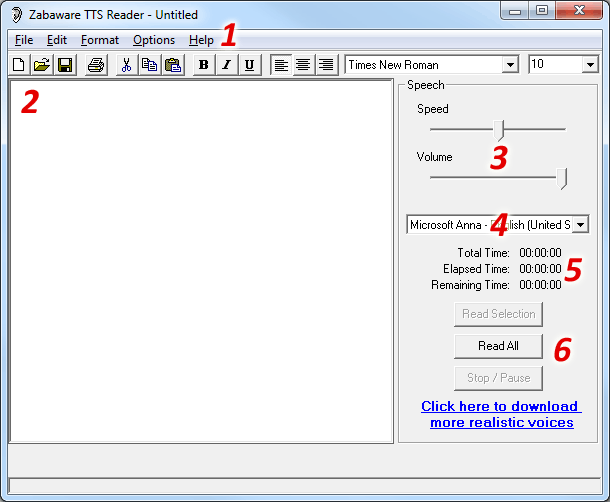 Zabaware TTS Reader - Untitled
File Edit Format Options Help 1
B I U Times New Roman 10
2
Speech
Speed
3
Volume
Microsoft Anna - 4 English (United S
Total Time: 00:00:00
Elapsed Time: 00:00:00 5
Remaining Time: 00:00:00
Read Selection
Read All 6
Stop / Pause
Click here to download
more realistic voices